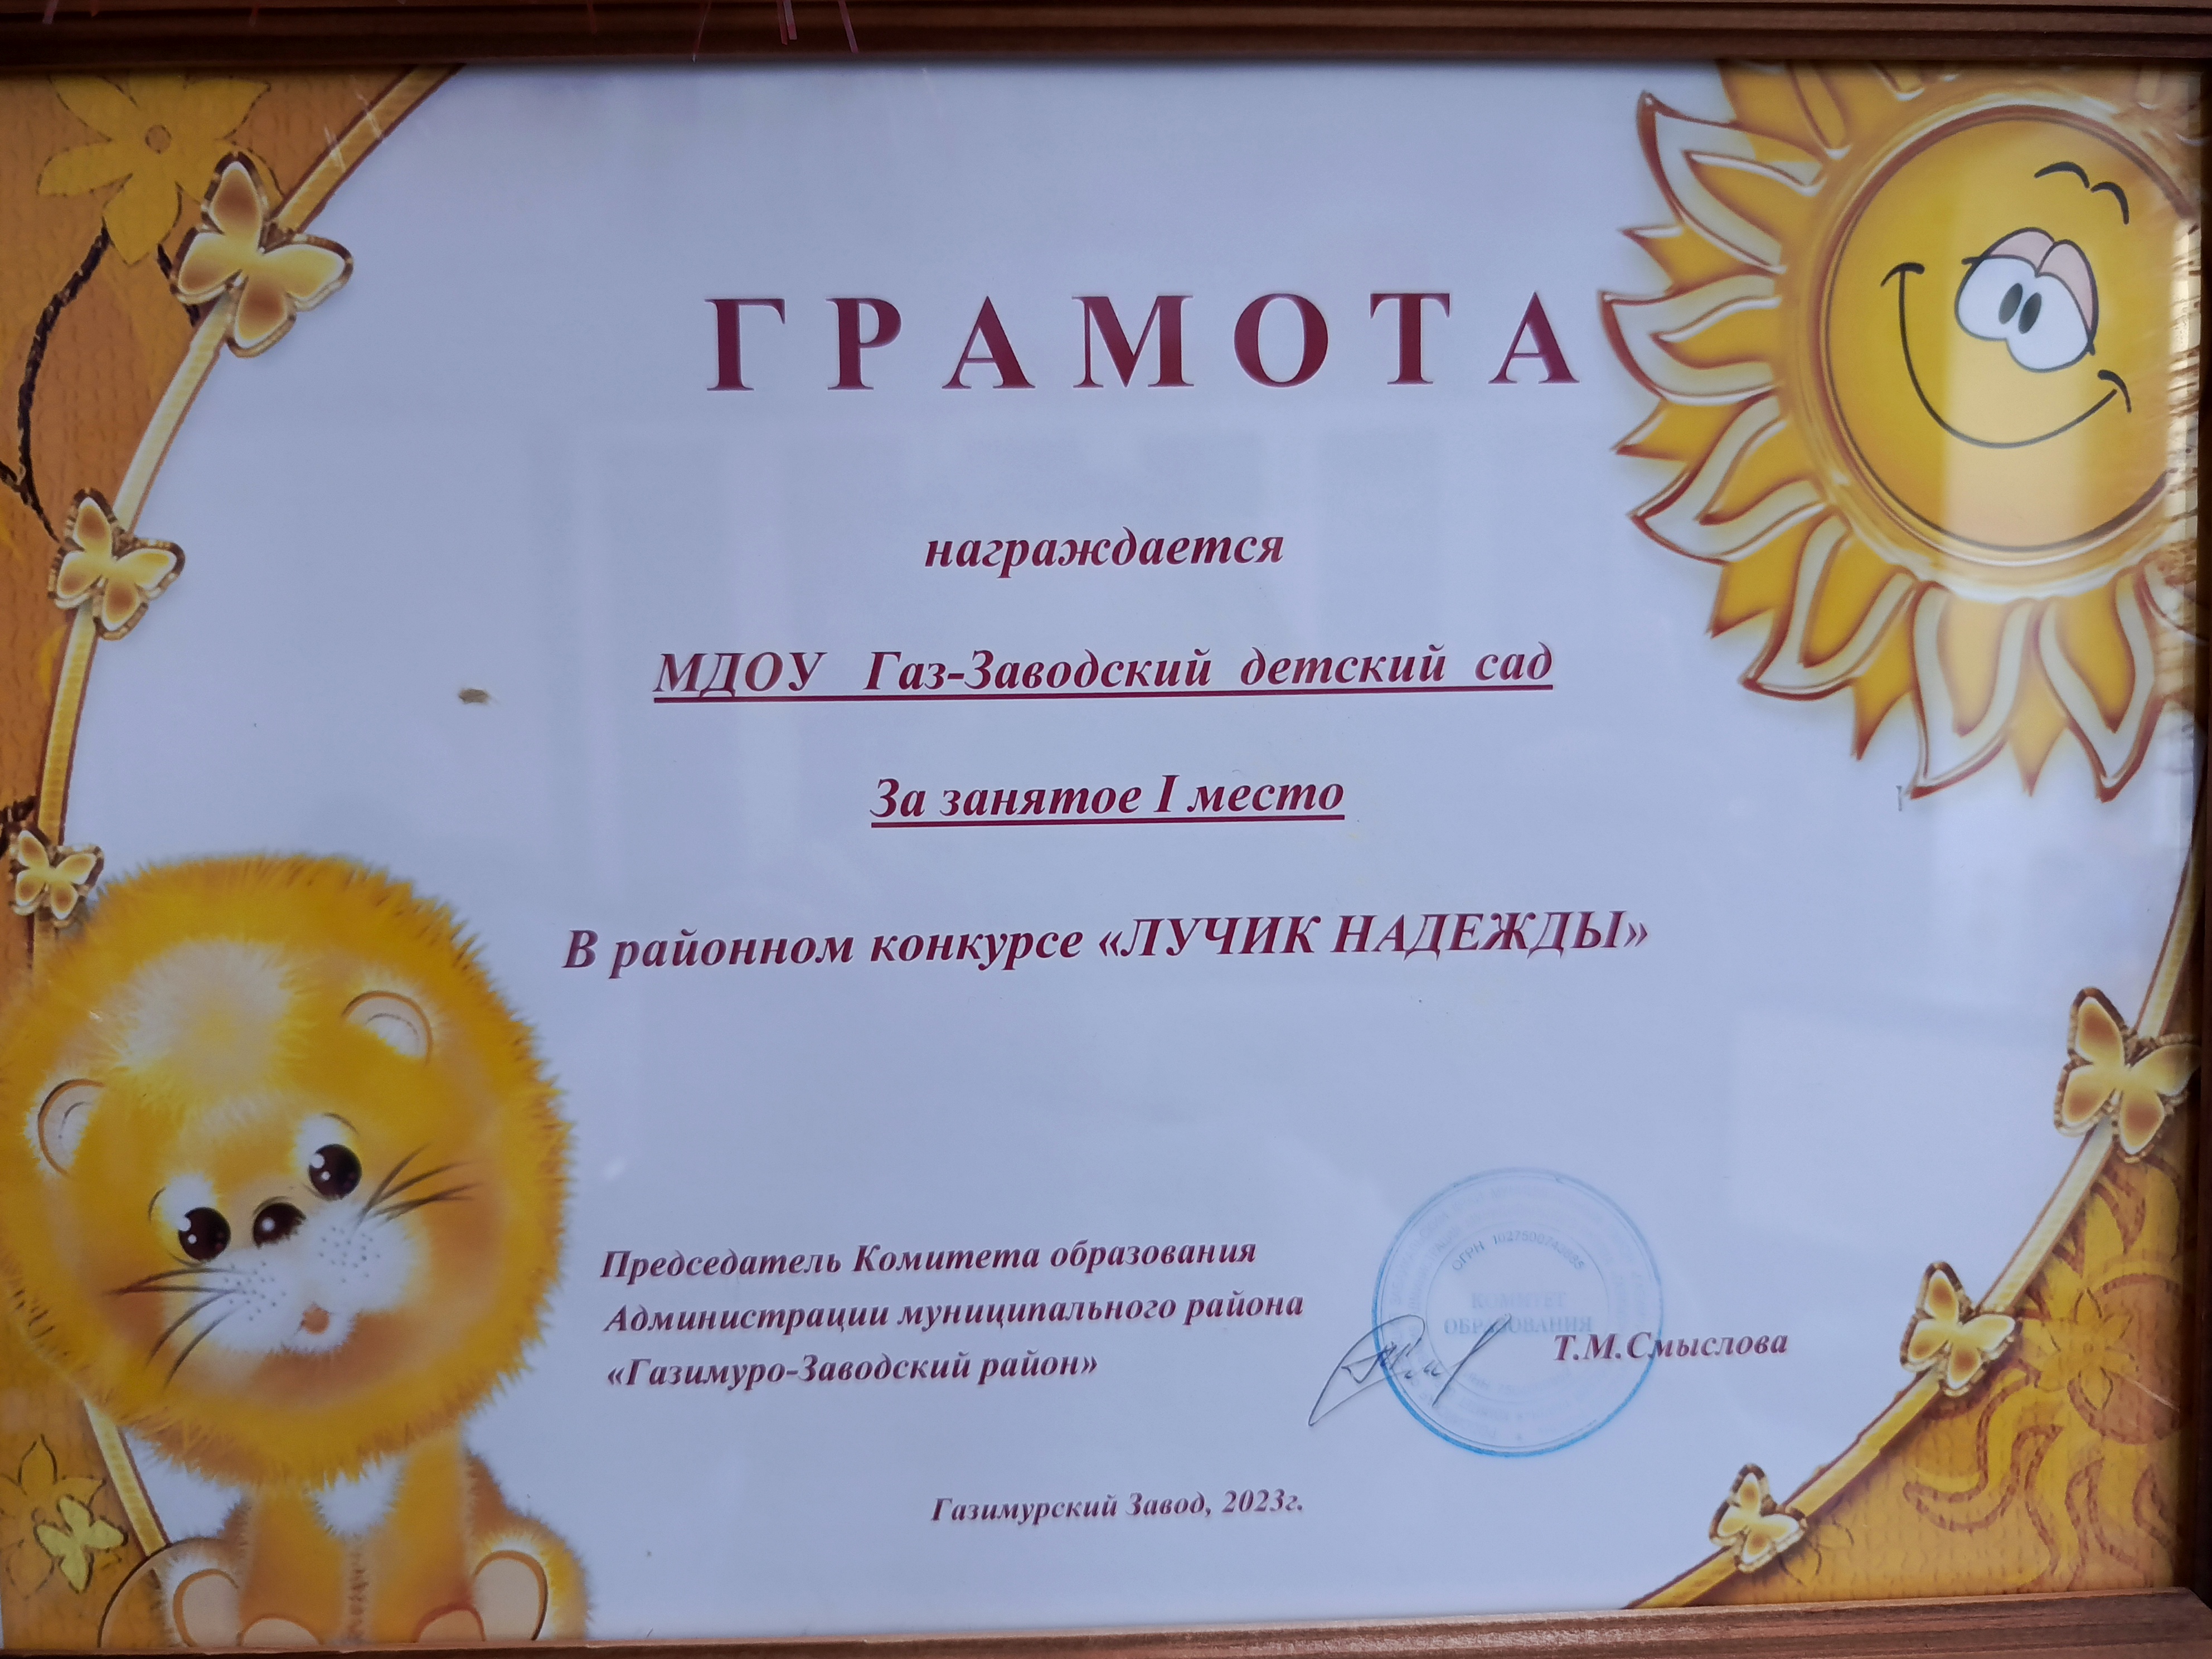 ГРАМОТА
награждается
МДОУ Газ-Заводский детский сад
За занятое I место
В районном конкурсе «ЛУЧИК НАДЕЖДЫ»
Председатель Комитета образования
Администрации муниципального района
«Газимуро-Заводский район»
ОГРН
КОМИТЕТ
ОБРАЗОВАНИЯ
Т.М.Смыслова
Газимурский Завод, 2023г.